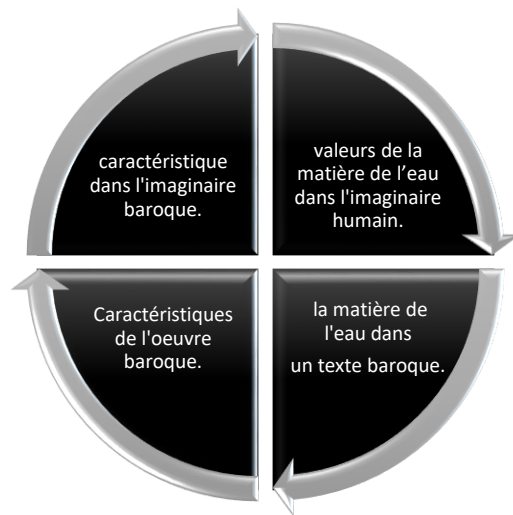 caractéristique
dans l'imaginaire
baroque.
valeurs de la
matière de l’eau
dans l'imaginaire
humain.
Caractéristiques
de l'oeuvre
baroque.
la matière de
l'eau dans
un texte baroque.